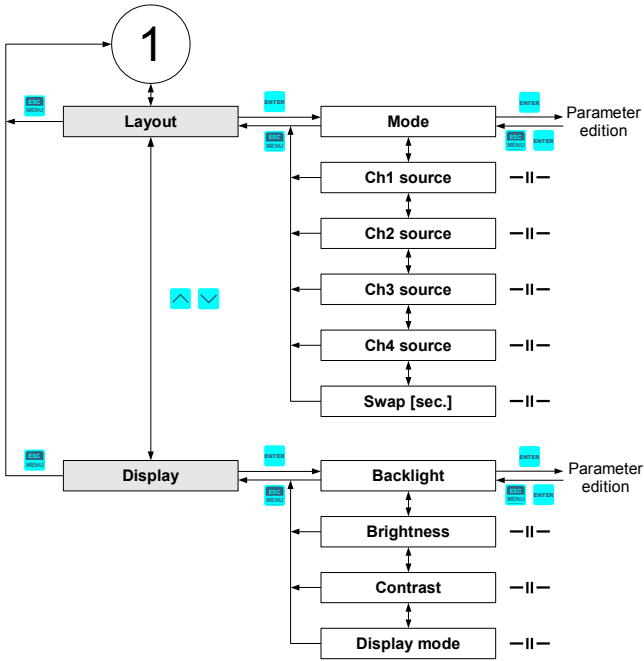 1
ESC
MENU
ENTER
ENTER
Layout
Mode
Parameter
edition
ESC
MENU
ESC
MENU
ENTER
Ch1 source
—II—
Ch2 source
—II—
Ch3 source
—II—
Ch4 source
—II—
Swap [sec.]
—II—
ESC
MENU
ENTER
ENTER
Display
Backlight
Parameter
edition
ESC
MENU
ESC
MENU
ENTER
Brightness
—II—
Contrast
—II—
Display mode
—II—